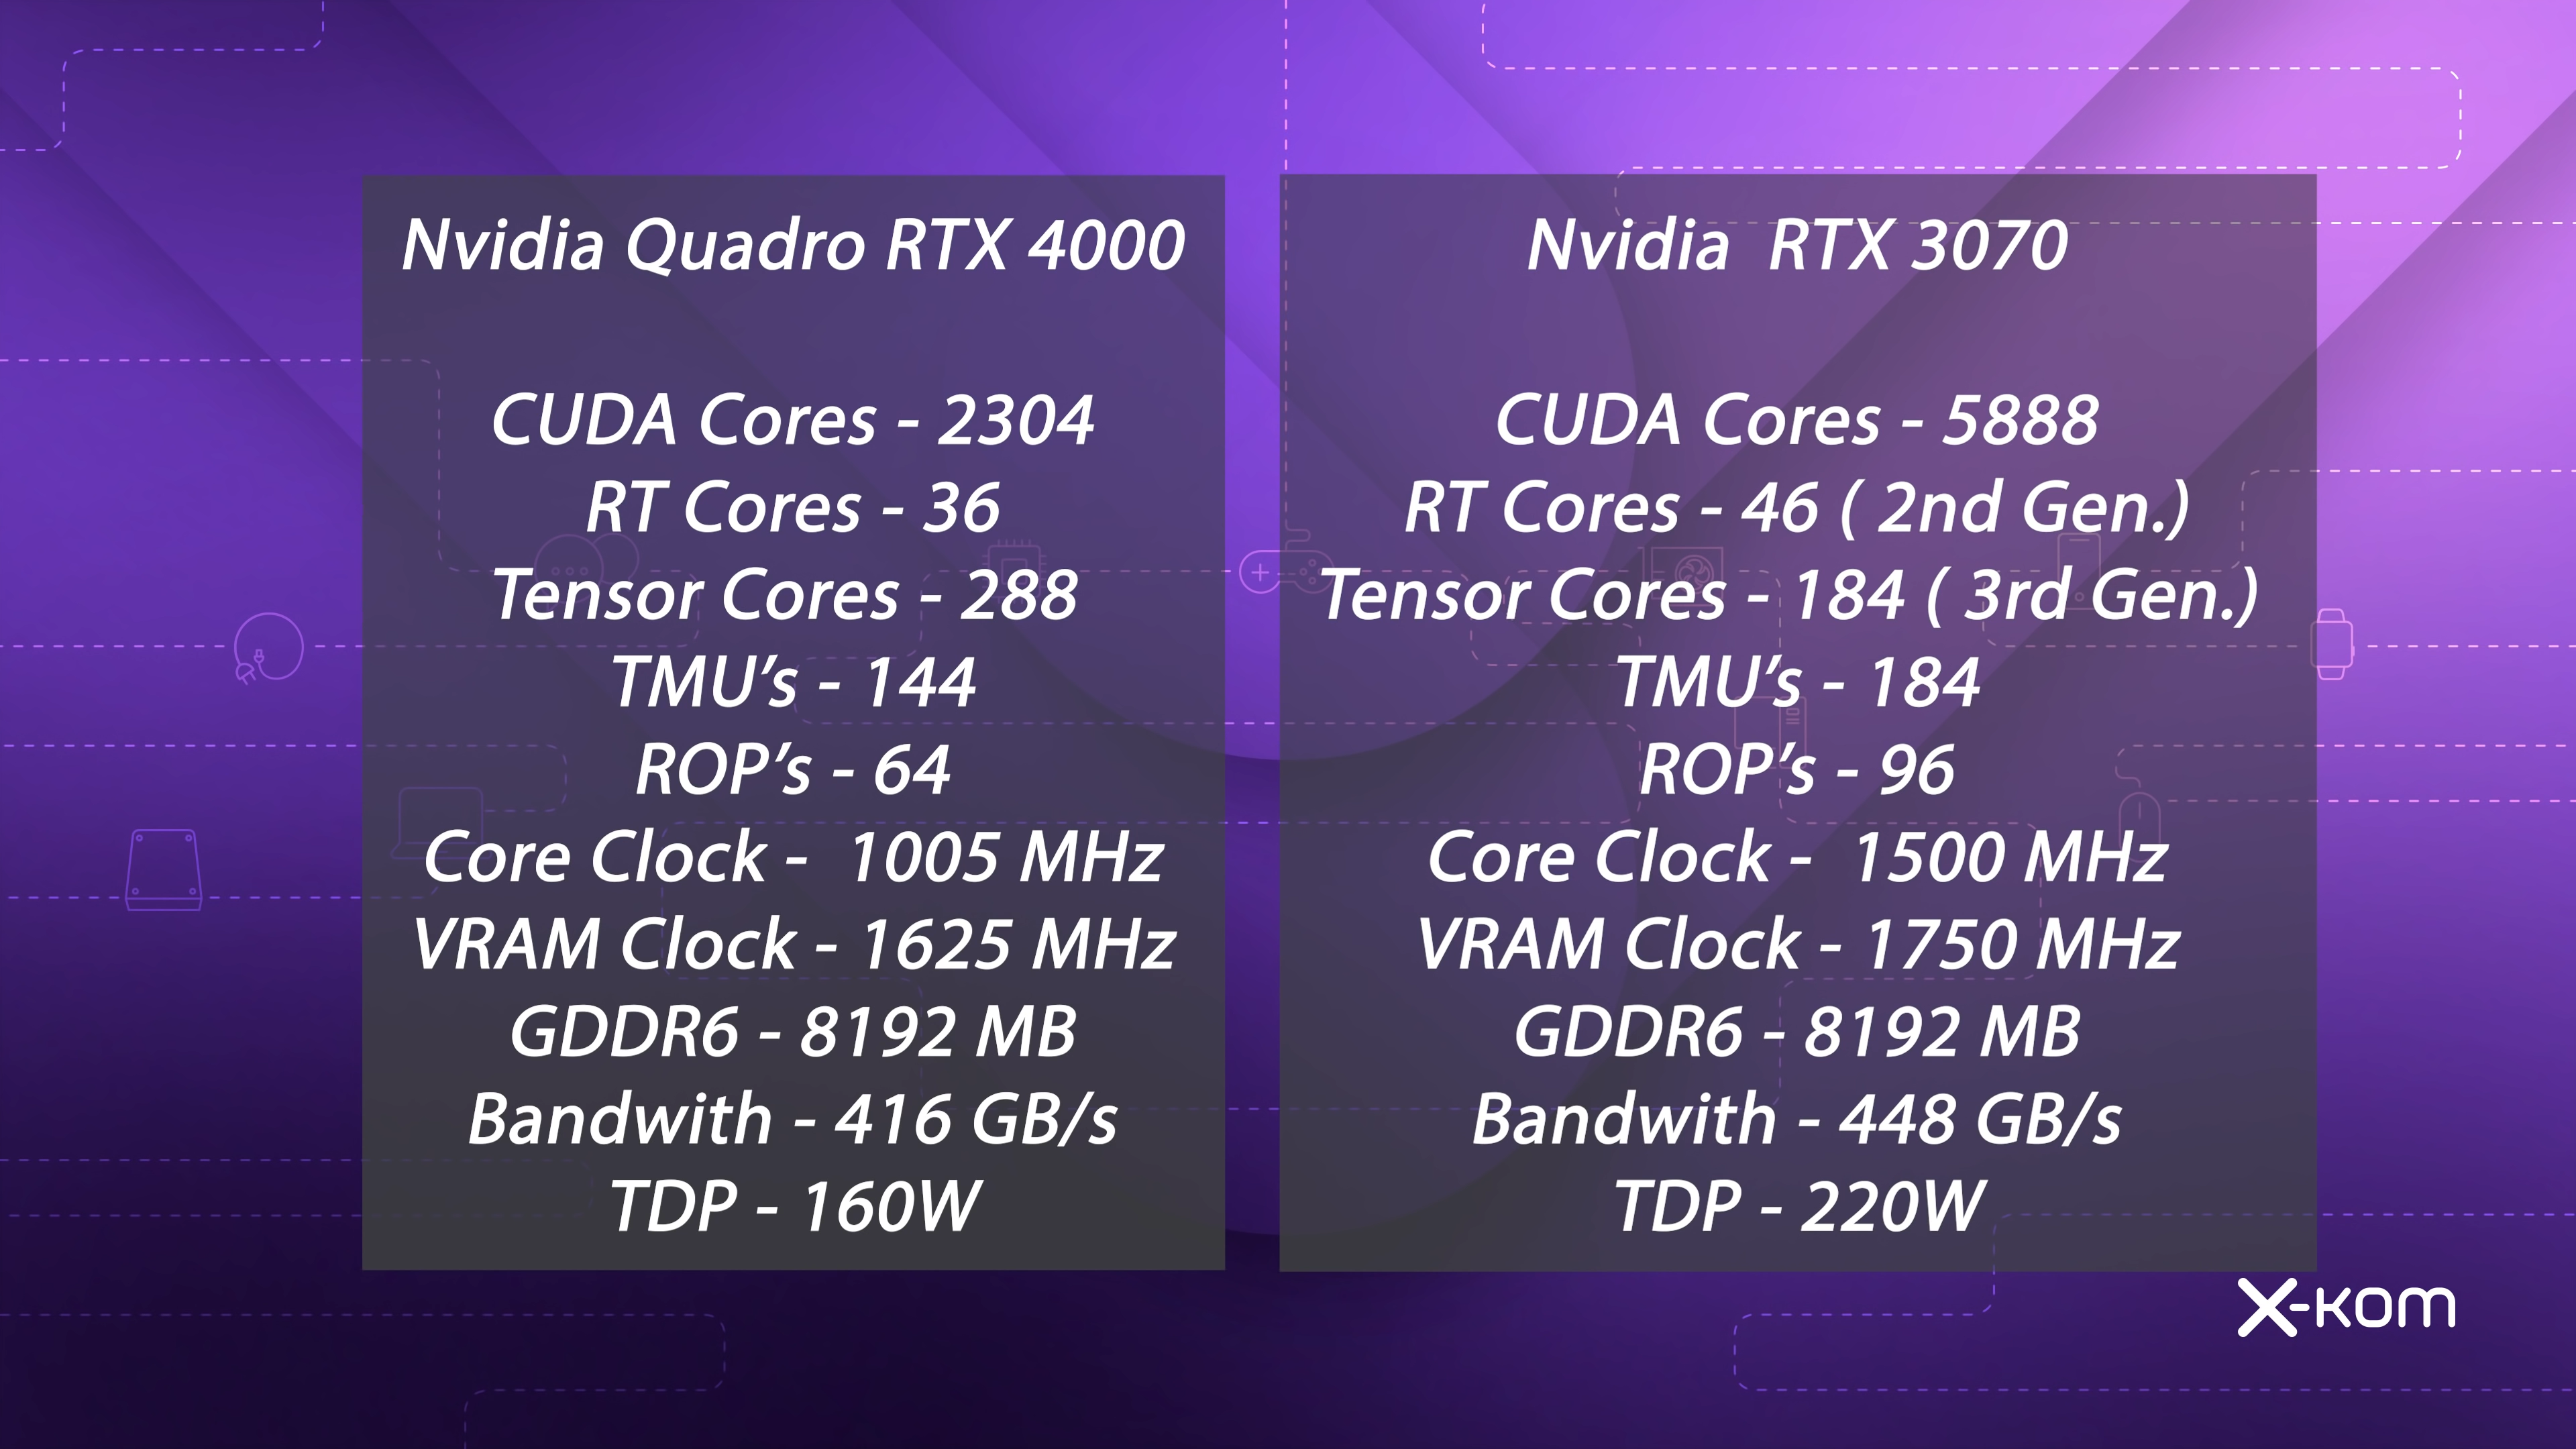 Nvidia Quadro RTX 4000
CUDA Cores - 2304
RT Cores - 36
Tensor Cores - 288
TMU’s - 144
ROP’s - 64
Core Clock -  1005 MHz
VRAM Clock - 1625 MHz
GDDR6 - 8192 MB
Bandwith - 416 GB/s
TDP - 160W
Nvidia  RTX 3070
CUDA Cores - 5888
RT Cores - 46 ( 2nd Gen.)
Tensor Cores - 184 ( 3rd Gen.)
TMU’s - 184
ROP’s - 96
Core Clock -  1500 MHz
VRAM Clock - 1750 MHz
GDDR6 - 8192 MB
Bandwith - 448 GB/s
TDP - 220W
x-kom